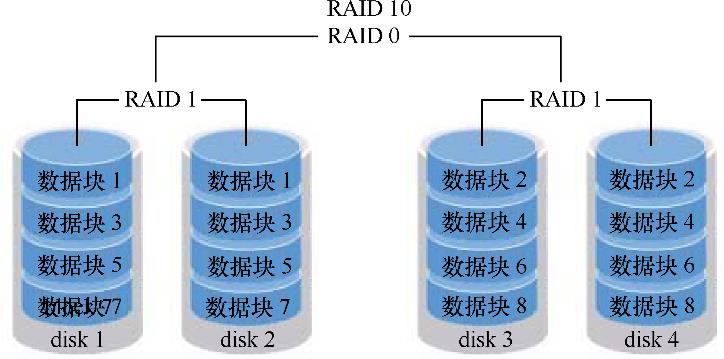 RAID 10
RAID 0
RAID 1 RAID 1
数据块 1 数据块 1 数据块 2 数据块 2
数据块 3 数据块 3 数据块 4 数据块 4
数据块 5 数据块 5 数据块 6 数据块 6
数据块 7 数据块 7 数据块 8 数据块 8
disk 1 disk 2 disk 3 disk 4